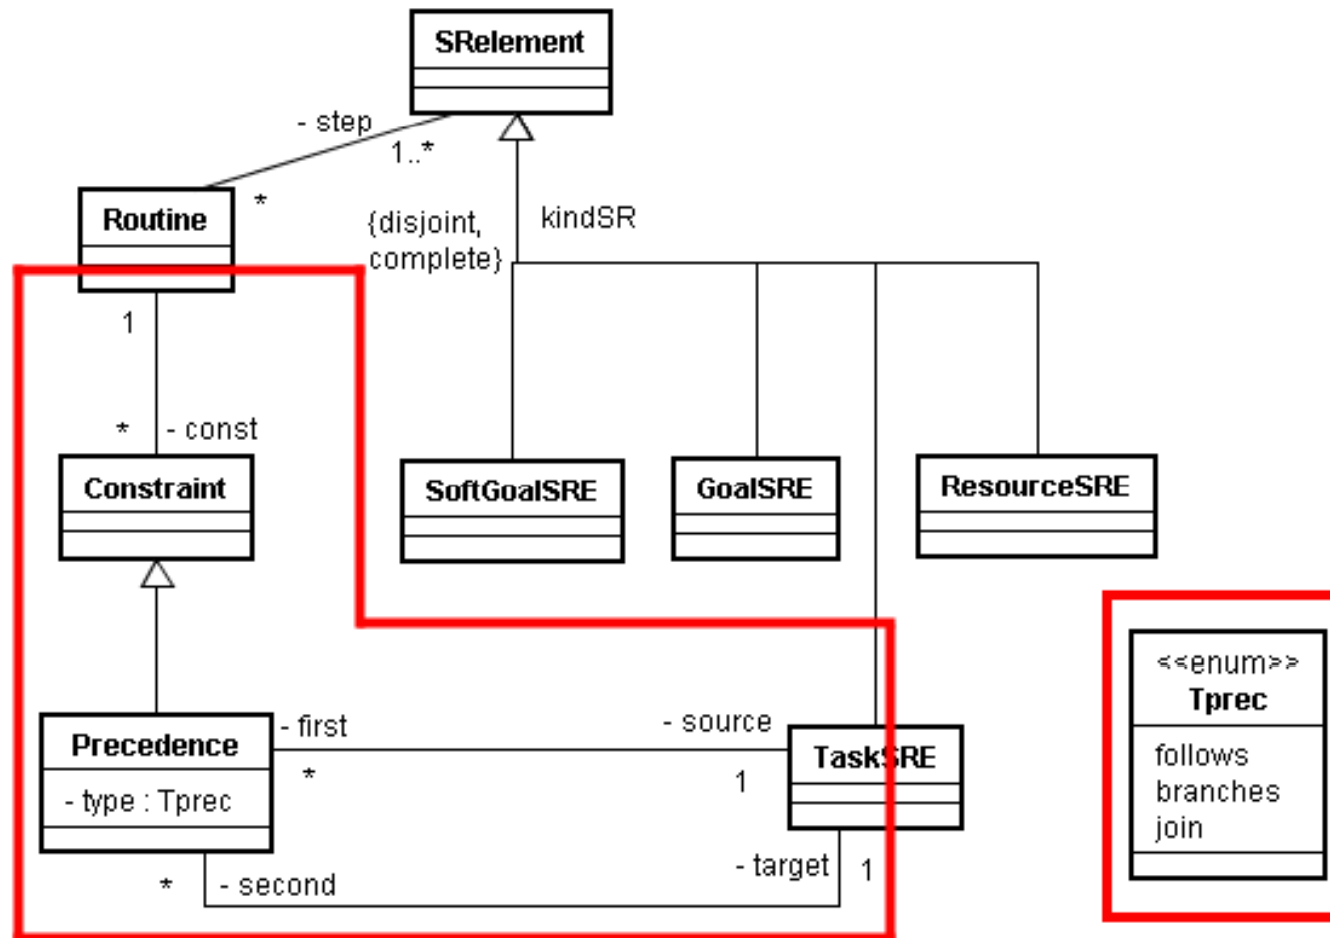 SRelement
- step
1..*
*
Routine
{disjoint,
complete}
kindSR
1
* - const
Constraint
SoftGoalSRE
GoalSRE
ResourceSRE
<<enum>>
Tprec
follows
branches
join
Precedence
- type : Tprec
- first
*
- source
1
TaskSRE
- target 1
* - second